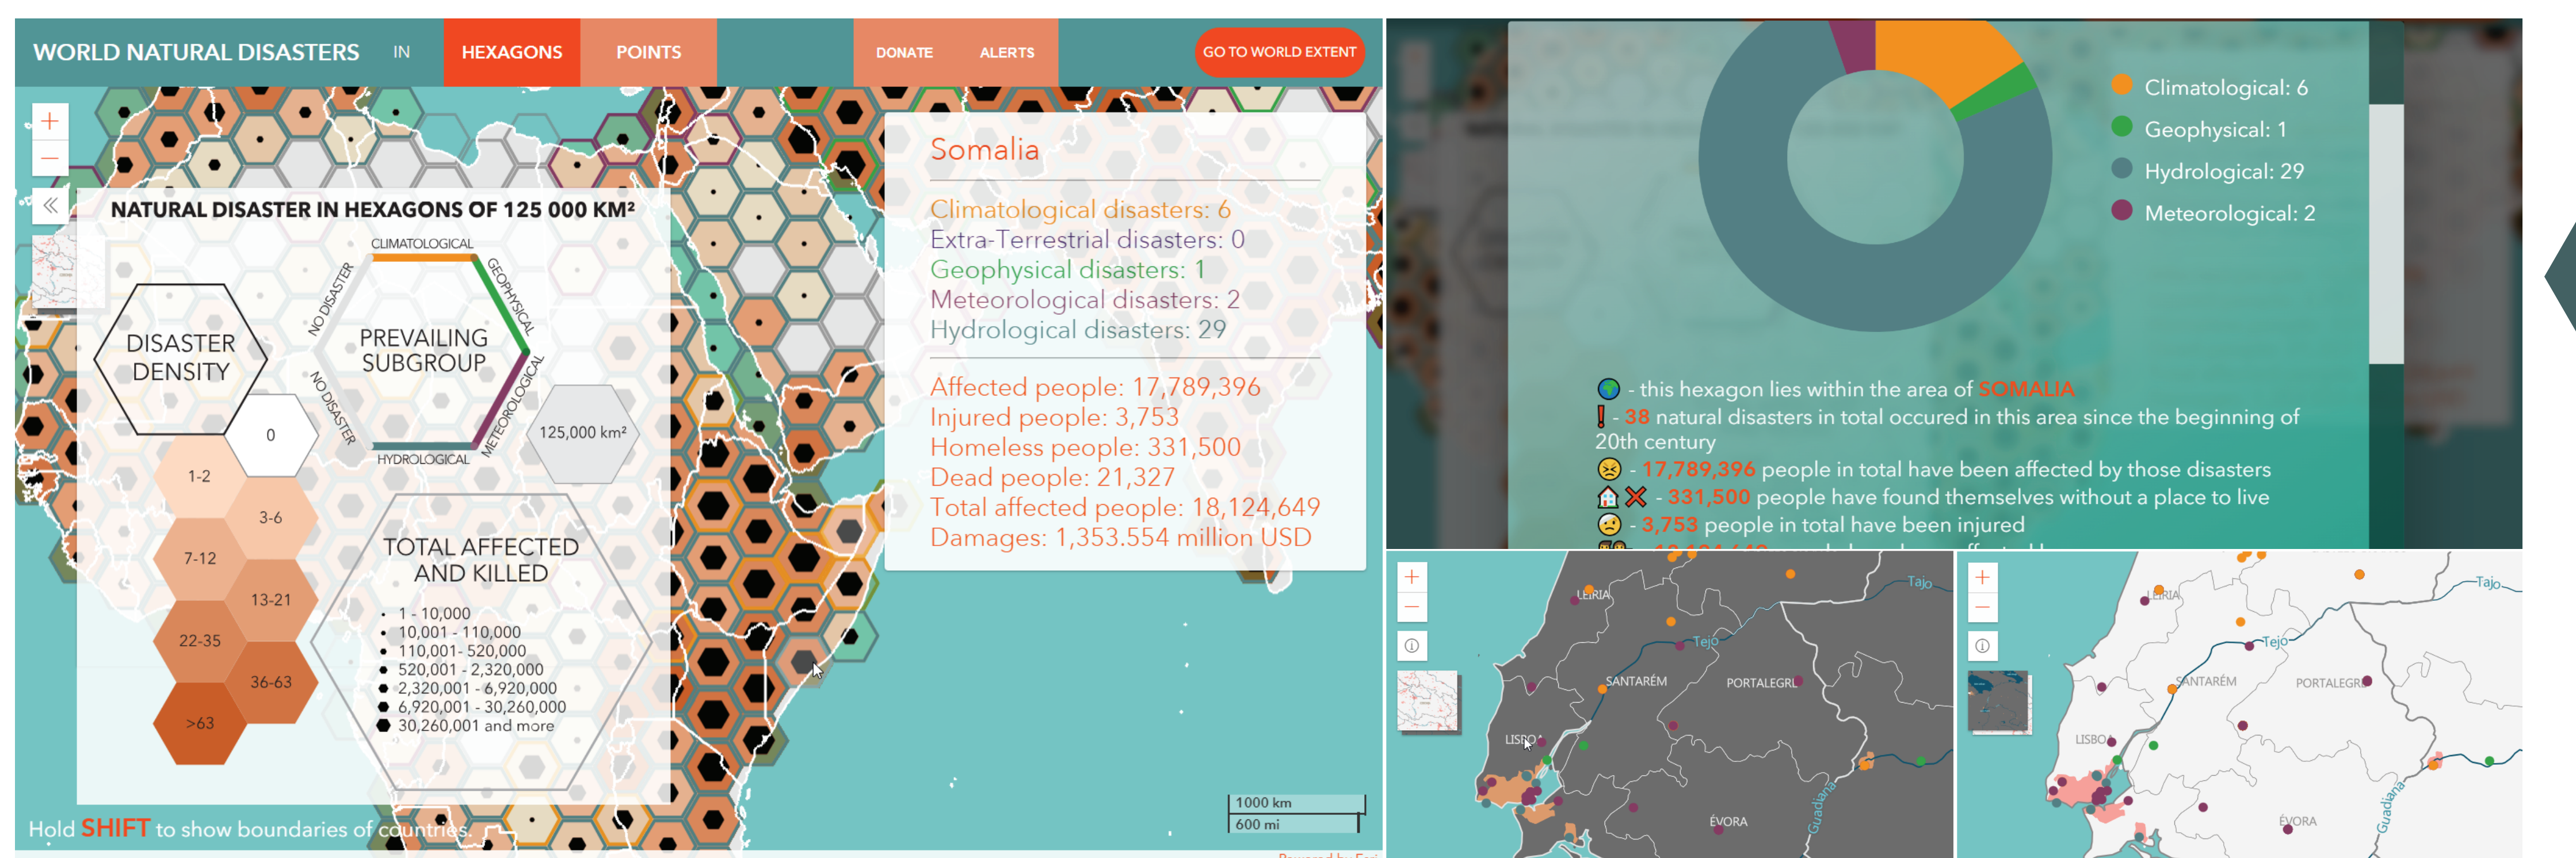 WORLD NATURAL DISASTERS IN HEXAGONS POINTS DONATE ALERTS GO TO WORLD EXTENT
+
−
NATURAL DISASTER IN HEXAGONS OF 125 000 KM²
DISASTER
DENSITY
0
1-2
3-6
7-12
13-21
22-35
36-63
>63
CLIMATOLOGICAL
GEOPHYSICAL
METEOROLOGICAL
HYDROLOGICAL
NO DISASTER
NO DISASTER
PREVAILING
SUBGROUP
125,000 km²
TOTAL AFFECTED
AND KILLED
1 - 10,000
10,001 - 110,000
110,001- 520,000
520,001 - 2,320,000
2,320,001 - 6,920,000
6,920,001 - 30,260,000
30,260,001 and more
Hold SHIFT to show boundaries of countries.
Somalia
Climatological disasters: 6
Extra-Terrestrial disasters: 0
Geophysical disasters: 1
Meteorological disasters: 2
Hydrological disasters: 29
Affected people: 17,789,396
Injured people: 3,753
Homeless people: 331,500
Dead people: 21,327
Total affected people: 18,124,649
Damages: 1,353.554 million USD
1000 km
600 mi
Climatological: 6
Geophysical: 1
Hydrological: 29
Meteorological: 2
- this hexagon lies within the area of SOMALIA
- 38 natural disasters in total occured in this area since the beginning of
20th century
- 17,789,396 people in total have been affected by those disasters
- 331,500 people have found themselves without a place to live
- 3,753 people in total have been injured
+
−
LEIRIA
Tajo
Tejo
SANTARÉM
PORTALEGRE
LISBOA
ÉVORA
Guadiana
+
−
LEIRIA
Tajo
Tejo
SANTARÉM
PORTALEGRE
LISBOA
ÉVORA
Guadiana